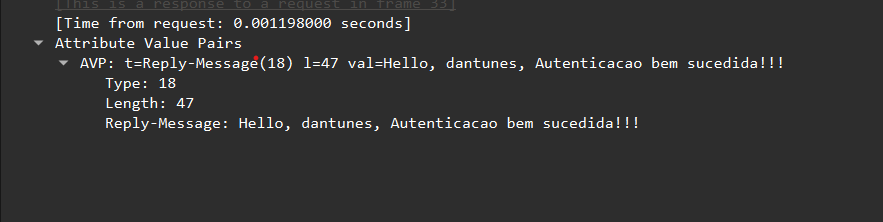 [This is a response to a request in frame 33]
[Time from request: 0.001198000 seconds]
Attribute Value Pairs
AVP: t=Reply-Message(18) l=47 val=Hello, dantunes, Autenticacao bem sucedida!!!
Type: 18
Length: 47
Reply-Message: Hello, dantunes, Autenticacao bem sucedida!!!